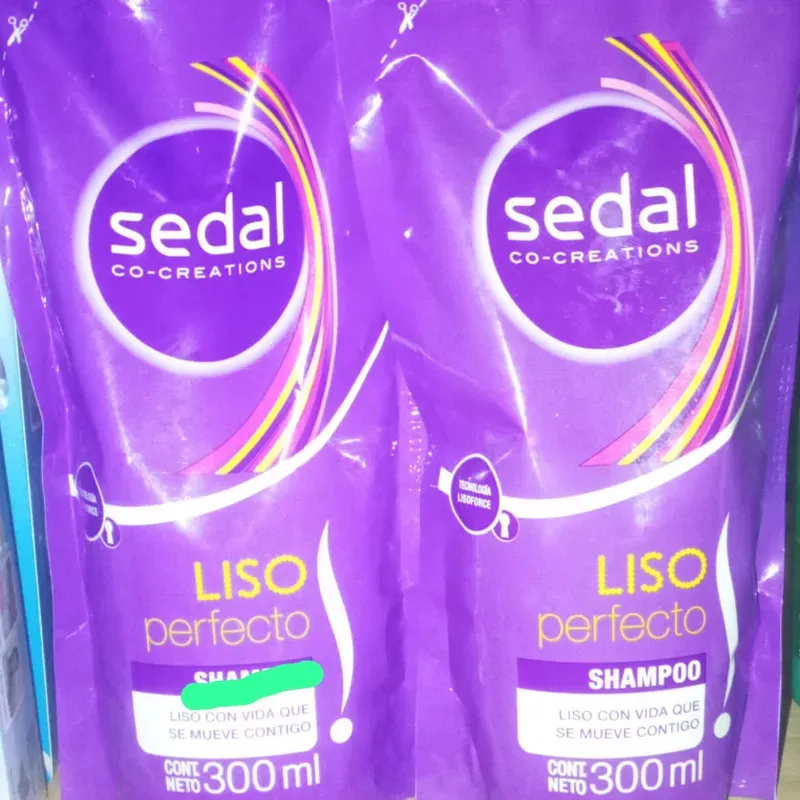 sedal
CO-CREATIONS
LISO
perfecto
LISO CON VIDA QUE
SE MUEVE CONTIGO
CONT.
NETO 300 ml
sedal
CO-CREATIONS
TECNOLOGÍA
LISOFORCE
LISO
perfecto
SHAMPOO
LISO CON VIDA QUE
SE MUEVE CONTIGO
CONT.
NETO 300 ml